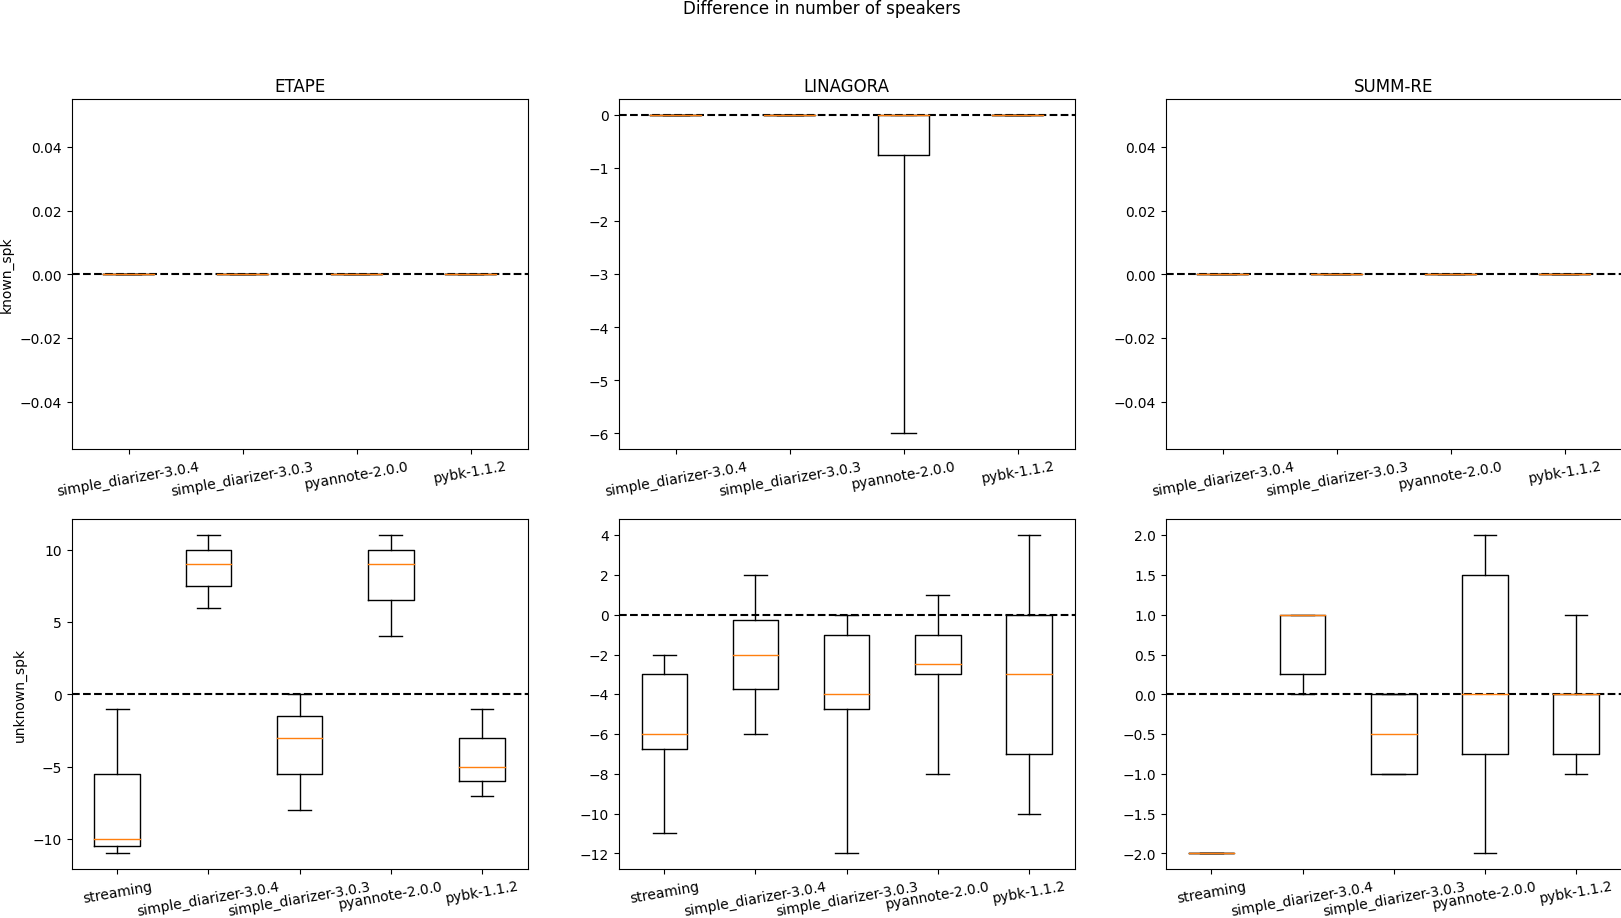 Difference in number of speakers
ETAPE
LINAGORA
SUMM-RE
known_spk
0.04
0.02
0.00
−0.02
−0.04
simple_diarizer-3.0.4
simple_diarizer-3.0.3
pyannote-2.0.0
pybk-1.1.2
0
−1
−2
−3
−4
−5
−6
simple_diarizer-3.0.4
simple_diarizer-3.0.3
pyannote-2.0.0
pybk-1.1.2
0.04
0.02
0.00
−0.02
−0.04
simple_diarizer-3.0.4
simple_diarizer-3.0.3
pyannote-2.0.0
pybk-1.1.2
unknown_spk
10
5
0
−5
−10
streaming
simple_diarizer-3.0.4
simple_diarizer-3.0.3
pyannote-2.0.0
pybk-1.1.2
4
2
0
−2
−4
−6
−8
−10
−12
streaming
simple_diarizer-3.0.4
simple_diarizer-3.0.3
pyannote-2.0.0
pybk-1.1.2
2.0
1.5
1.0
0.5
0.0
−0.5
−1.0
−1.5
−2.0
streaming
simple_diarizer-3.0.4
simple_diarizer-3.0.3
pyannote-2.0.0
pybk-1.1.2